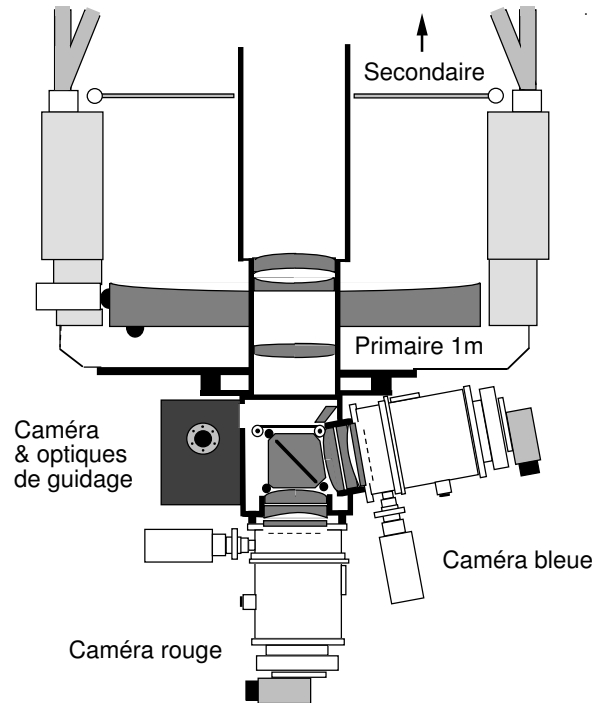 Secondaire
Primaire 1m
Caméra
& optiques
de guidage
Caméra bleue
Caméra rouge